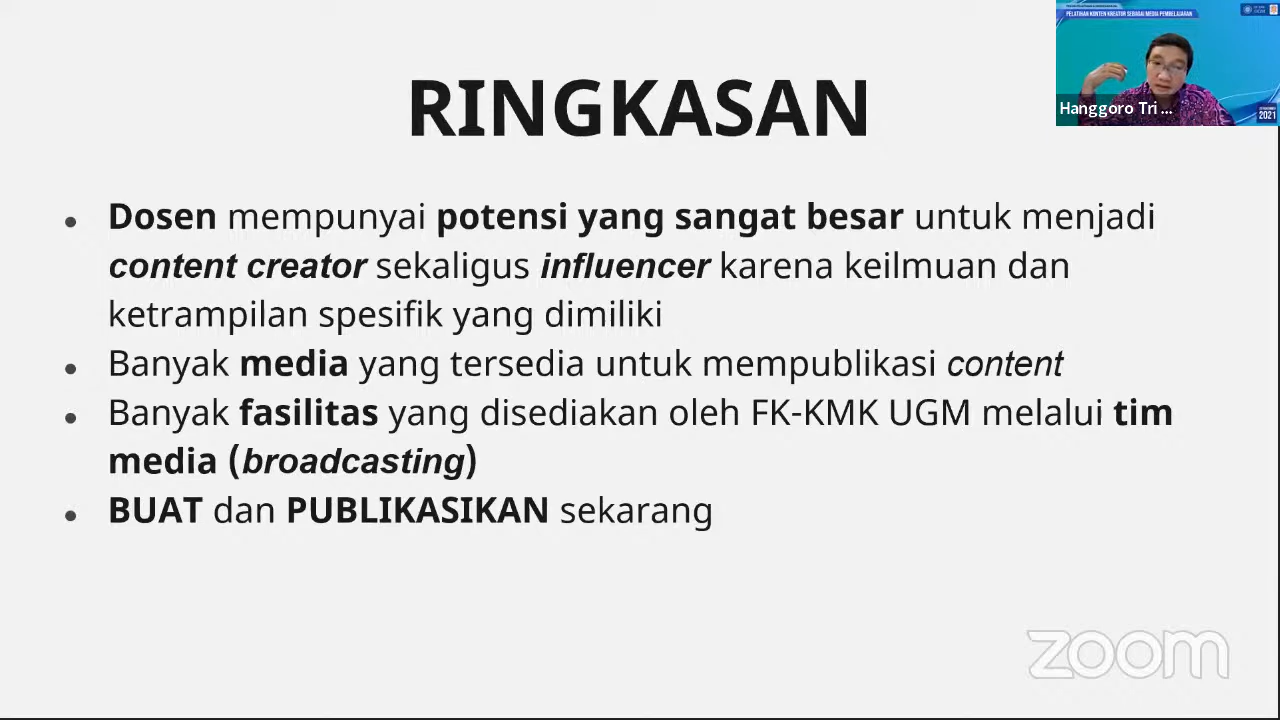 PELATIHAN KONTEN KREATOR SEBAGAI MEDIA PEMBELAJARAN
Hanggoro Tri ...
2021
RINGKASAN
● Dosen mempunyai potensi yang sangat besar untuk menjadi
content creator sekaligus influencer karena keilmuan dan
ketrampilan spesifik yang dimiliki
● Banyak media yang tersedia untuk mempublikasi content
● Banyak fasilitas yang disediakan oleh FK-KMK UGM melalui tim
media (broadcasting)
● BUAT dan PUBLIKASIKAN sekarang
zoom